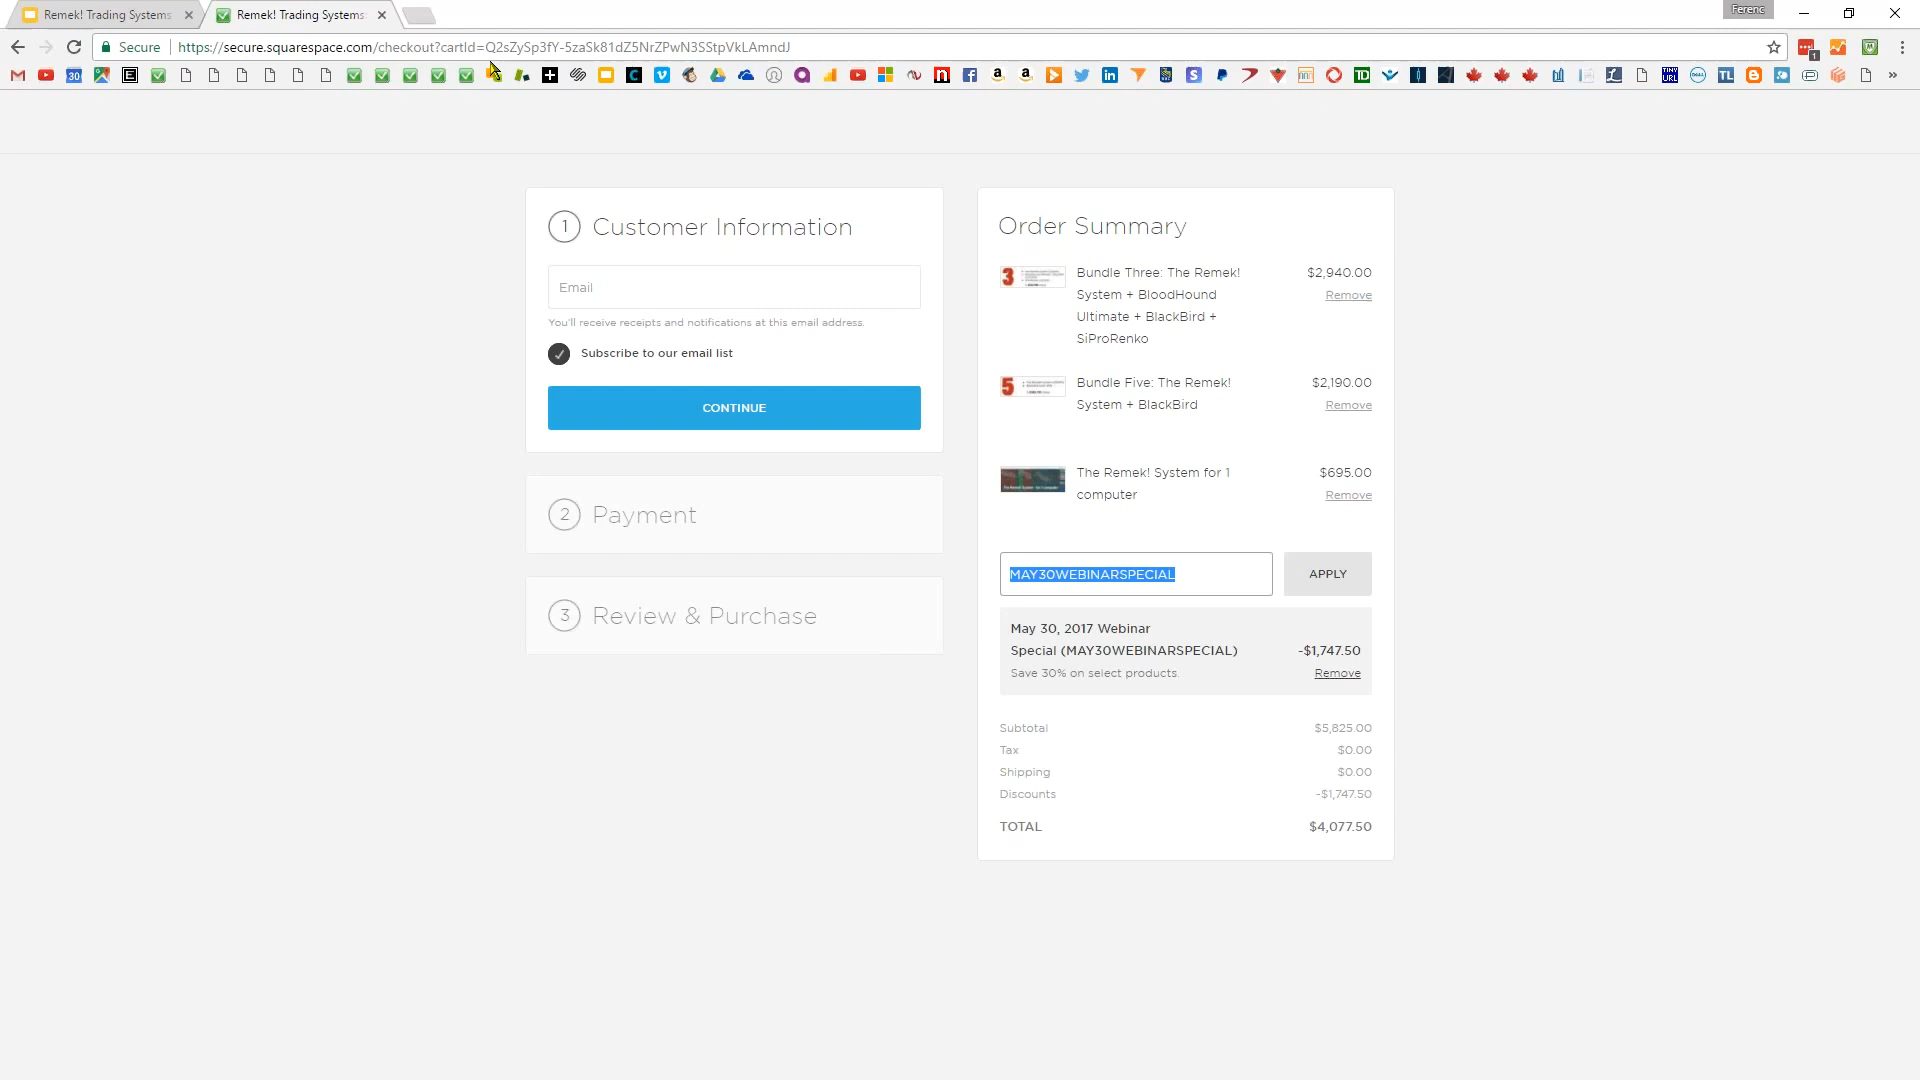 Remek! Trading Systems
Remek! Trading Systems
Ferenc
Secure
https://secure.squarespace.com/checkout?cartId=Q2sZySp3fY-5zaSk81dZ5NrZPwN3SStpVkLAmndJ
1 Customer Information
Email
You'll receive receipts and notifications at this email address.
Subscribe to our email list
CONTINUE
2 Payment
3 Review & Purchase
Order Summary
3
Bundle Three: The Remek! $2,940.00
System + BloodHound Remove
Ultimate + BlackBird +
SiProRenko
5
Bundle Five: The Remek! $2,190.00
System + BlackBird Remove
The Remek! System for 1 $695.00
computer Remove
MAY30WEBINARSPECIAL
APPLY
May 30, 2017 Webinar
Special (MAY30WEBINARSPECIAL) -$1,747.50
Save 30% on select products. Remove
Subtotal $5,825.00
Tax $0.00
Shipping $0.00
Discounts -$1,747.50
TOTAL $4,077.50